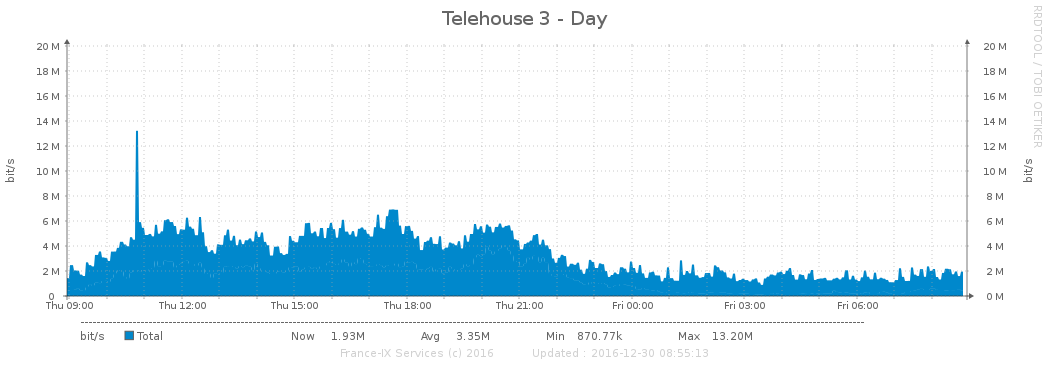 Telehouse 3 - Day
RRDTOOL / TOBI OETIKER
bit/s
20 M
18 M
16 M
14 M
12 M
10 M
8 M
6 M
4 M
2 M
0
20 M
18 M
16 M
14 M
12 M
10 M
8 M
6 M
4 M
2 M
0 M
bit/s
Thu 09:00 Thu 12:00 Thu 15:00 Thu 18:00 Thu 21:00 Fri 00:00 Fri 03:00 Fri 06:00
bit/s Total Now 1.93M Avg 3.35M Min 870.77k Max 13.20M
France-IX Services (c) 2016 Updated : 2016-12-30 08:55:13